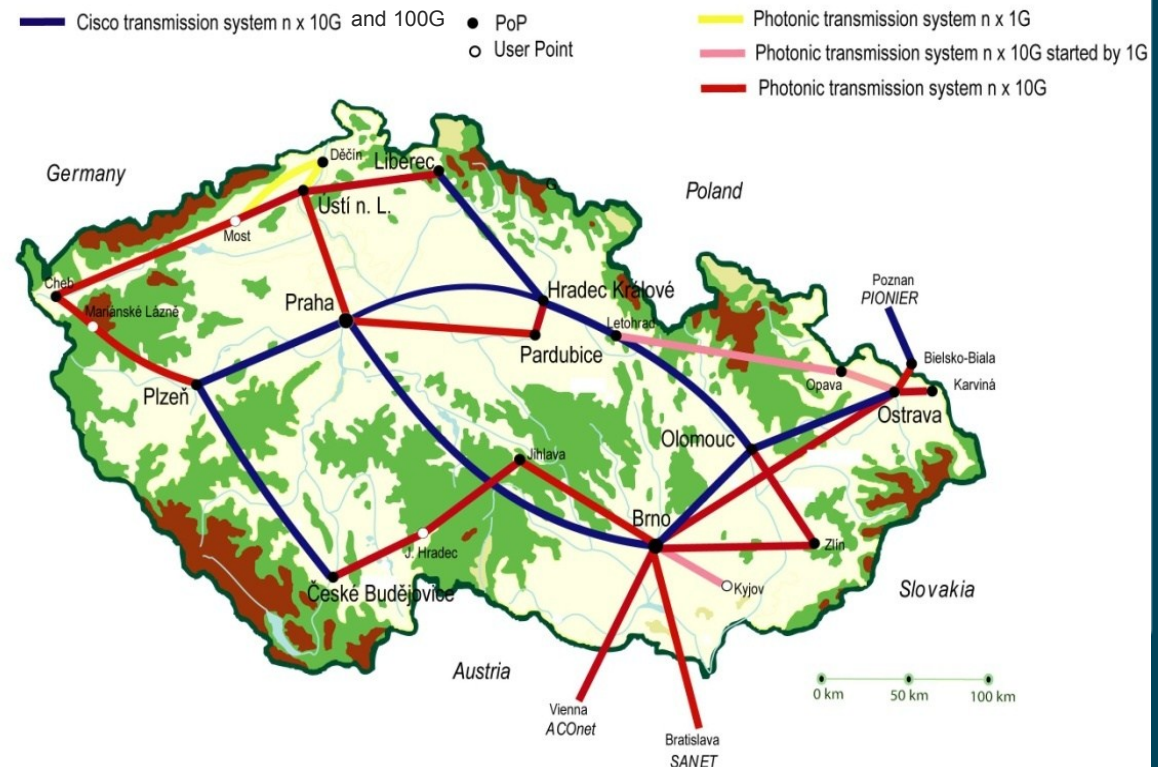 Cisco transmission system n x 10G and 100G
PoP
User Point
Photonic transmission system n x 1G
Photonic transmission system n x 10G started by 1G
Photonic transmission system n x 10G
Germany
Děčín
Liberec
Poland
Ústí n. L.
Most
Cheb
Mariánské Lázně
Praha
Hradec Králové
Poznan
PIONIER
Letohrad
Pardubice
Bielsko-Biala
Opava
Karviná
Plzeň
Ostrava
Olomouc
Jihlava
Brno
J. Hradec
Zlín
České Budějovice
Kyjov
Slovakia
Austria
0 km
50 km
100 km
Vienna
ACOnet
Bratislava
SANET